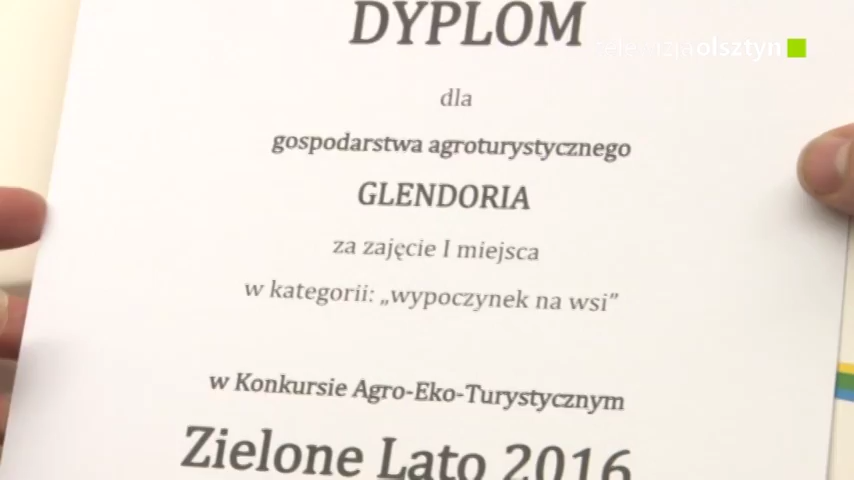 DYPLOM
telewizjaolsztyn
dla
gospodarstwa agroturystycznego
GLENDORIA
za zajęcie I miejsca
w kategorii: „wypoczynek na wsi”
w Konkursie Agro-Eko-Turystycznym
Zielone Lato 2016